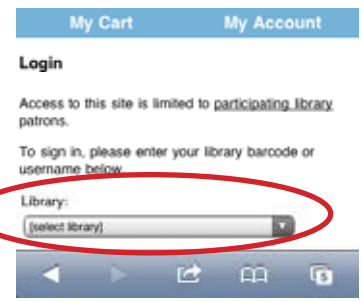 My Cart My Account
Login
Access to this site is limited to participating library
patrons.
To sign in, please enter your library barcode or
username below.
Library:
(select library)
5